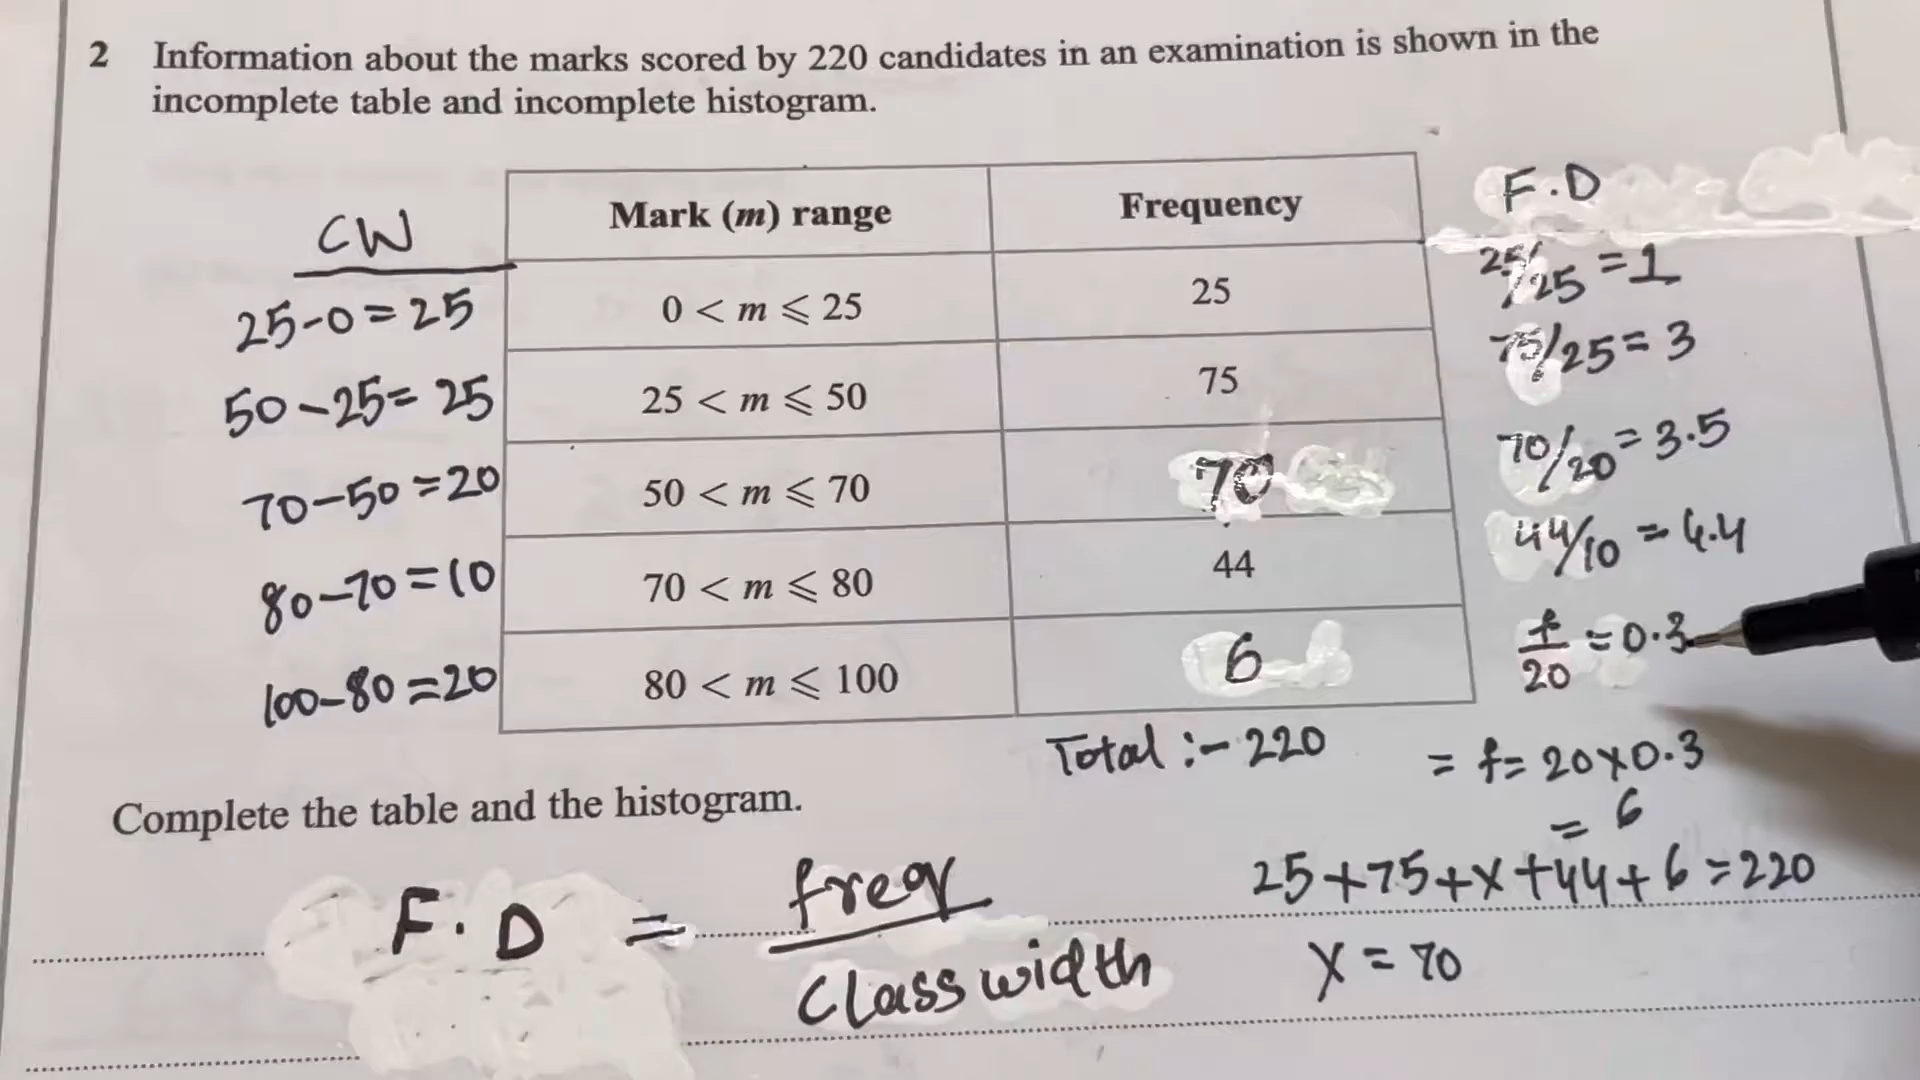 2 Information about the marks scored by 220 candidates in an examination is shown in the
incomplete table and incomplete histogram.
CW
Mark (m) range Frequency
F.D
25-0=25 0 < m ⩽ 25 25 25/25 =1
50-25=25 25 < m ⩽ 50 75 75/25=3
70-50=20 50 < m ⩽ 70 70 70/20=3.5
80-70=10 70 < m ⩽ 80 44 44/10 = 4.4
100-80=20 80 < m ⩽ 100 6 f/20 =0.3
Total :- 220
= f= 20×0.3
= 6
Complete the table and the histogram.
25+75+x+44+6=220
F.D = freq/Class width
x = 70